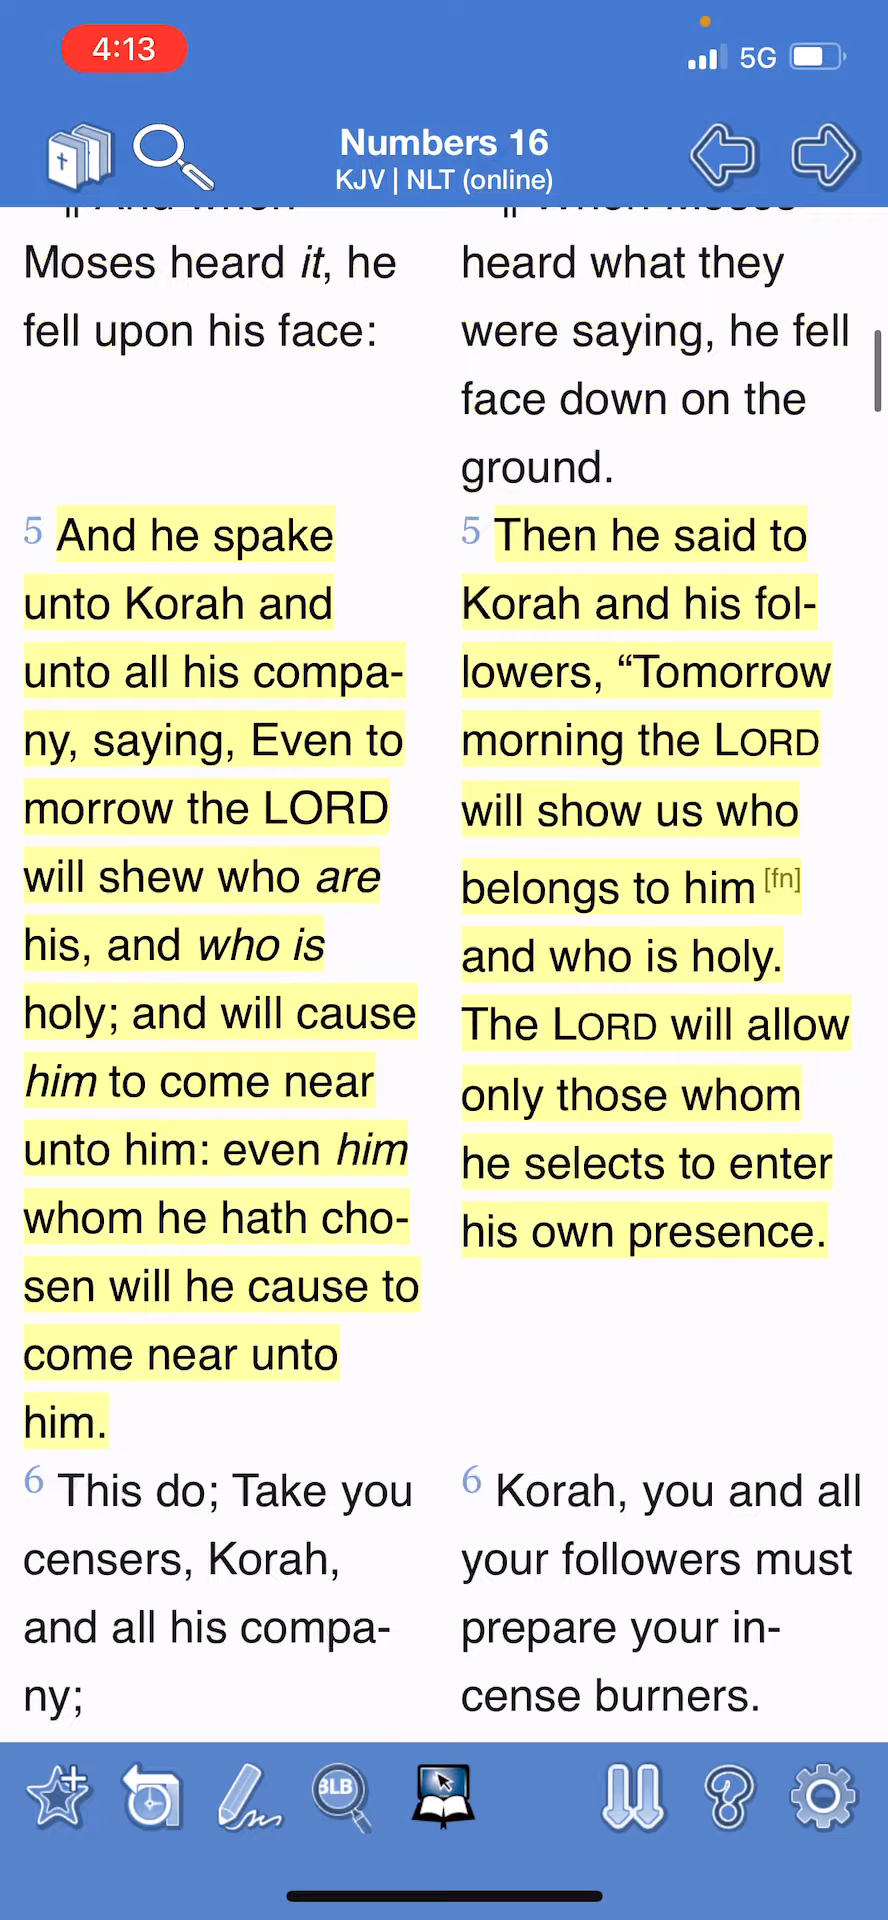 4:13
5G
Numbers 16
KJV | NLT (online)
¶ And when
Moses heard it, he
fell upon his face:
5 And he spake
unto Korah and
unto all his compa-
ny, saying, Even to
morrow the LORD
will shew who are
his, and who is
holy; and will cause
him to come near
unto him: even him
whom he hath cho-
sen will he cause to
come near unto
him.
6 This do; Take you
censers, Korah,
and all his compa-
ny;
¶ When Moses
heard what they
were saying, he fell
face down on the
ground.
5 Then he said to
Korah and his fol-
lowers, “Tomorrow
morning the LORD
will show us who
belongs to him [fn]
and who is holy.
The LORD will allow
only those whom
he selects to enter
his own presence.
6 Korah, you and all
your followers must
prepare your in-
cense burners.
BLB